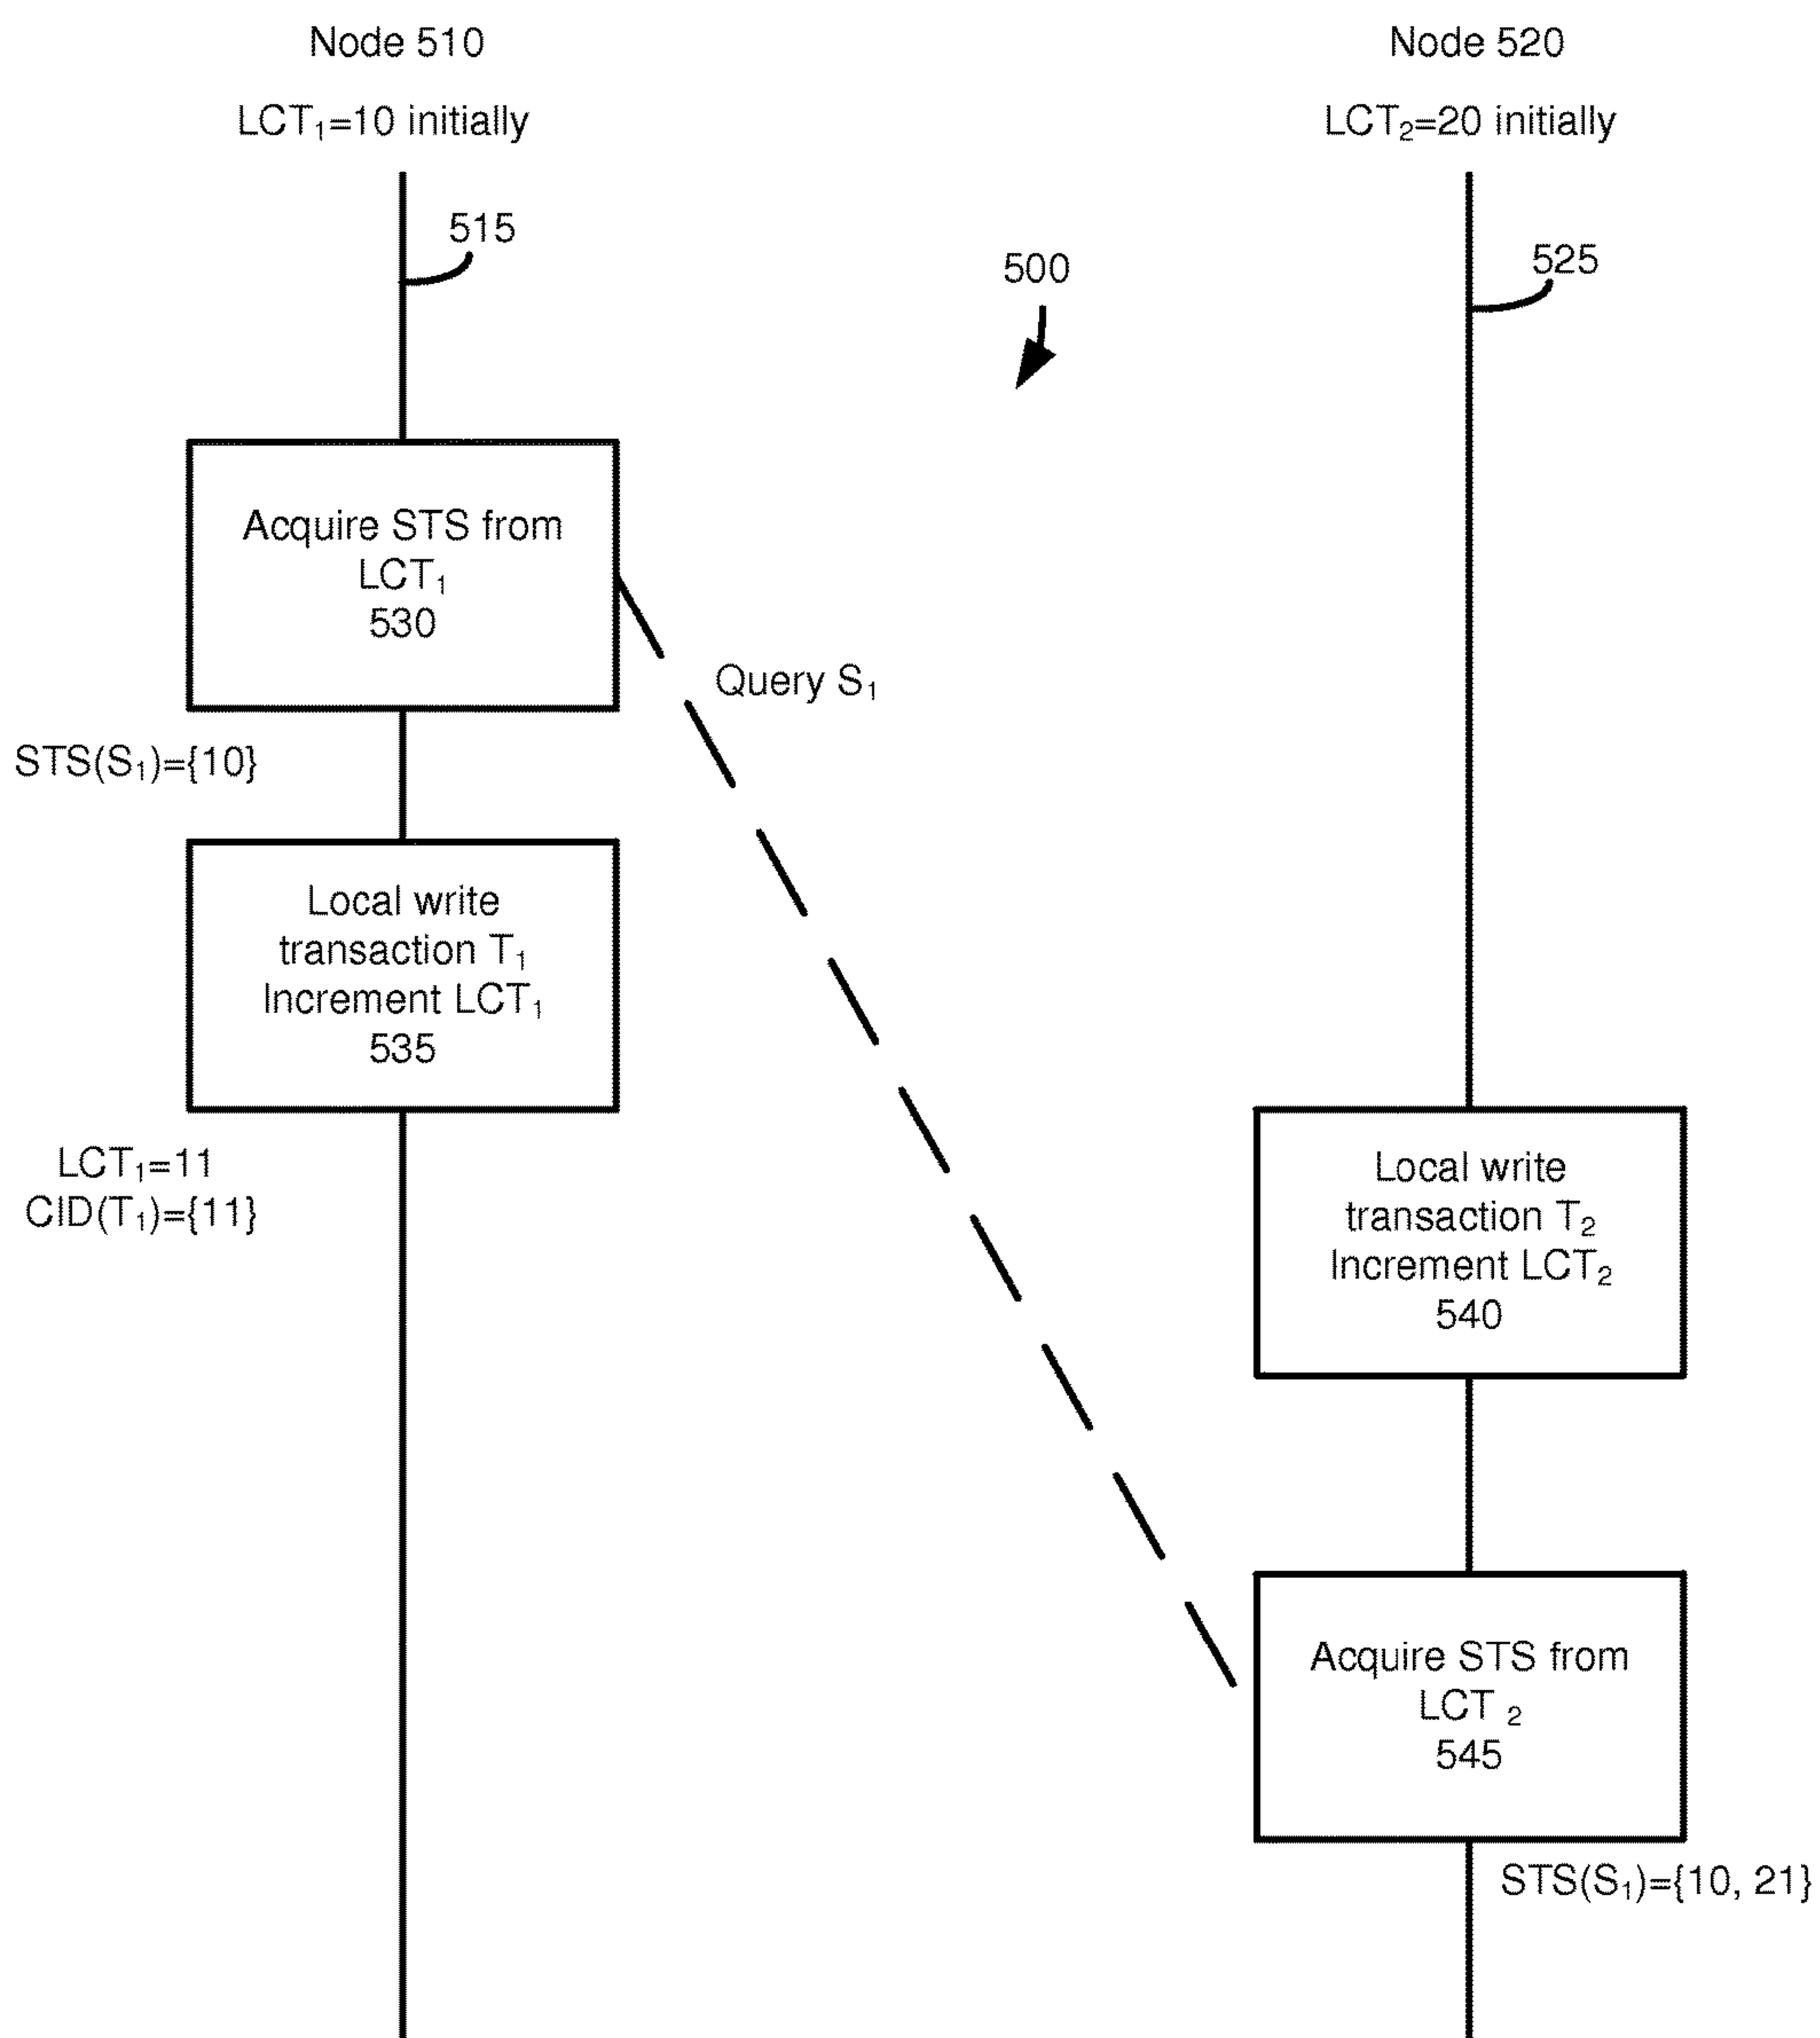 Node 510
LCT₁=10 initially
515
Node 520
LCT₂=20 initially
525
500
Acquire STS from
LCT₁
530
Query S₁
STS(S₁)={10}
Local write
transaction T₁
Increment LCT₁
535
LCT₁=11
CID(T₁)={11}
Local write
transaction T₂
Increment LCT₂
540
Acquire STS from
LCT ₂
545
STS(S₁)={10, 21}